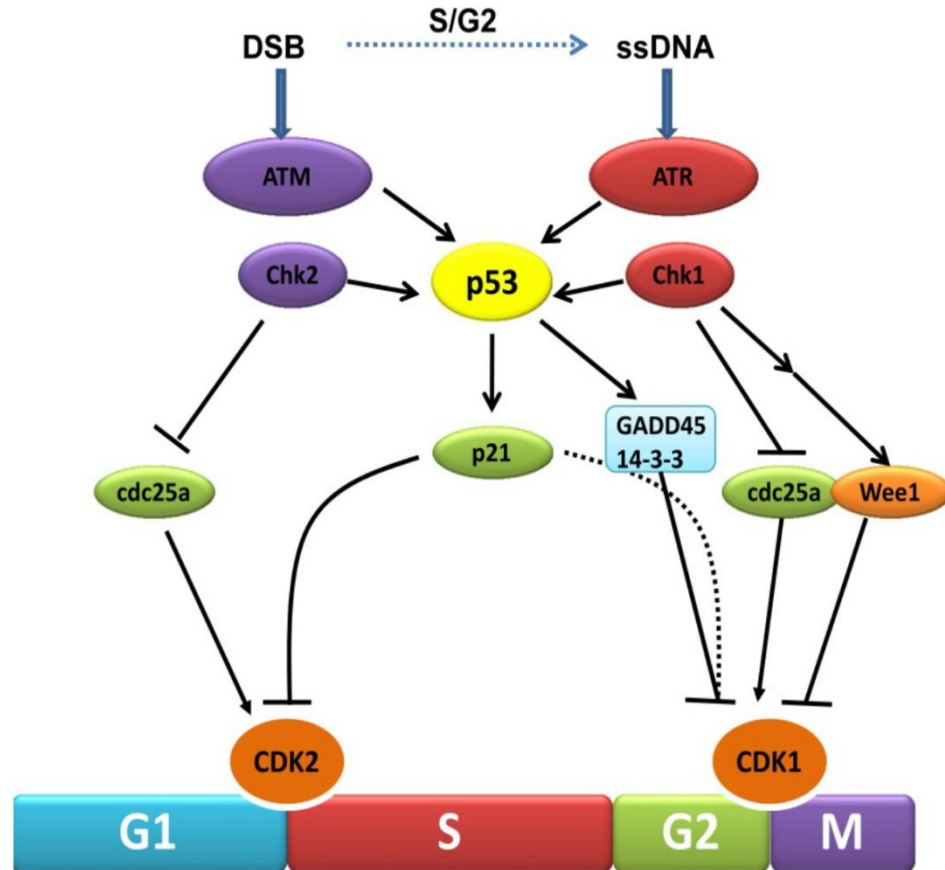 S/G2
DSB
ssDNA
ATM
ATR
Chk2
p53
Chk1
GADD45
14-3-3
p21
cdc25a
cdc25a
Wee1
CDK2
CDK1
G1
S
G2
M